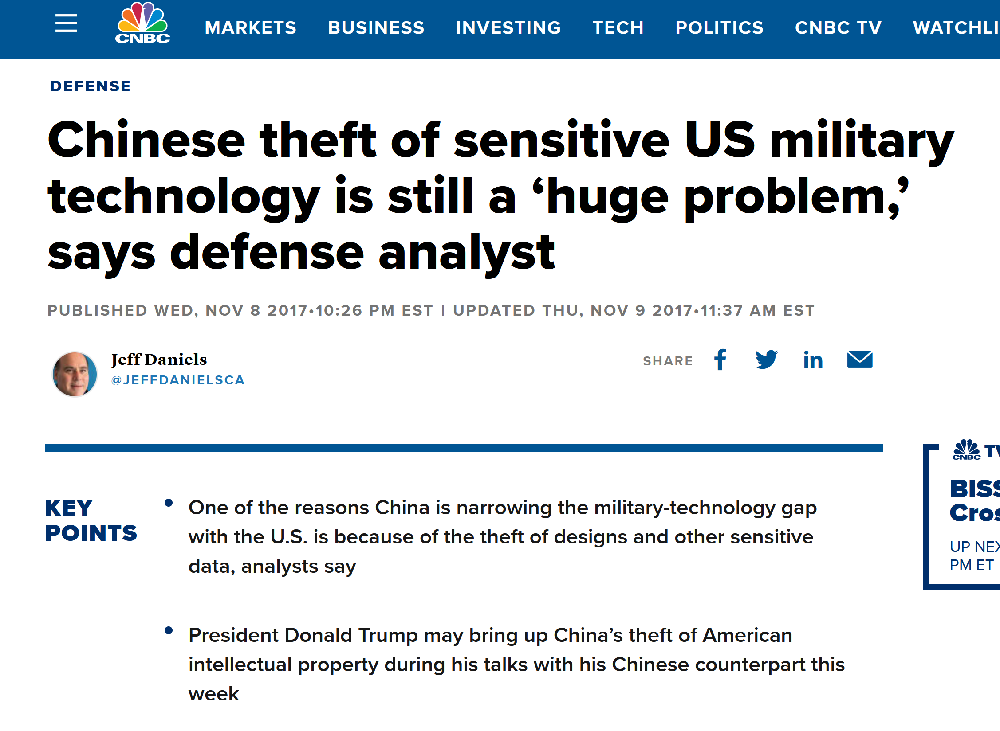 MARKETS BUSINESS INVESTING TECH POLITICS CNBC TV WATCHLI
CNBC
DEFENSE
Chinese theft of sensitive US military
technology is still a ‘huge problem,’
says defense analyst
PUBLISHED WED, NOV 8 2017•10:26 PM EST | UPDATED THU, NOV 9 2017•11:37 AM EST
Jeff Daniels
@JEFFDANIELSCA
SHARE
KEY
POINTS
• One of the reasons China is narrowing the military-technology gap
with the U.S. is because of the theft of designs and other sensitive
data, analysts say
• President Donald Trump may bring up China’s theft of American
intellectual property during his talks with his Chinese counterpart this
week
CNBC TV
BISS
Cros
UP NEX
PM ET